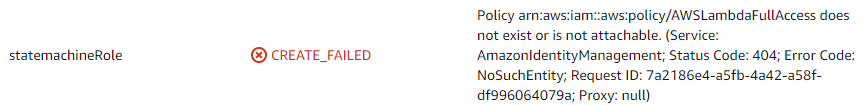 Policy arn:aws:iam::aws:policy/AWSLambdaFullAccess does
not exist or is not attachable. (Service:
statemachineRole CREATE_FAILED AmazonIdentityManagement; Status Code: 404; Error Code:
NoSuchEntity; Request ID: 7a2186e4-a5fb-4a42-a58f-
df996064079a; Proxy: null)